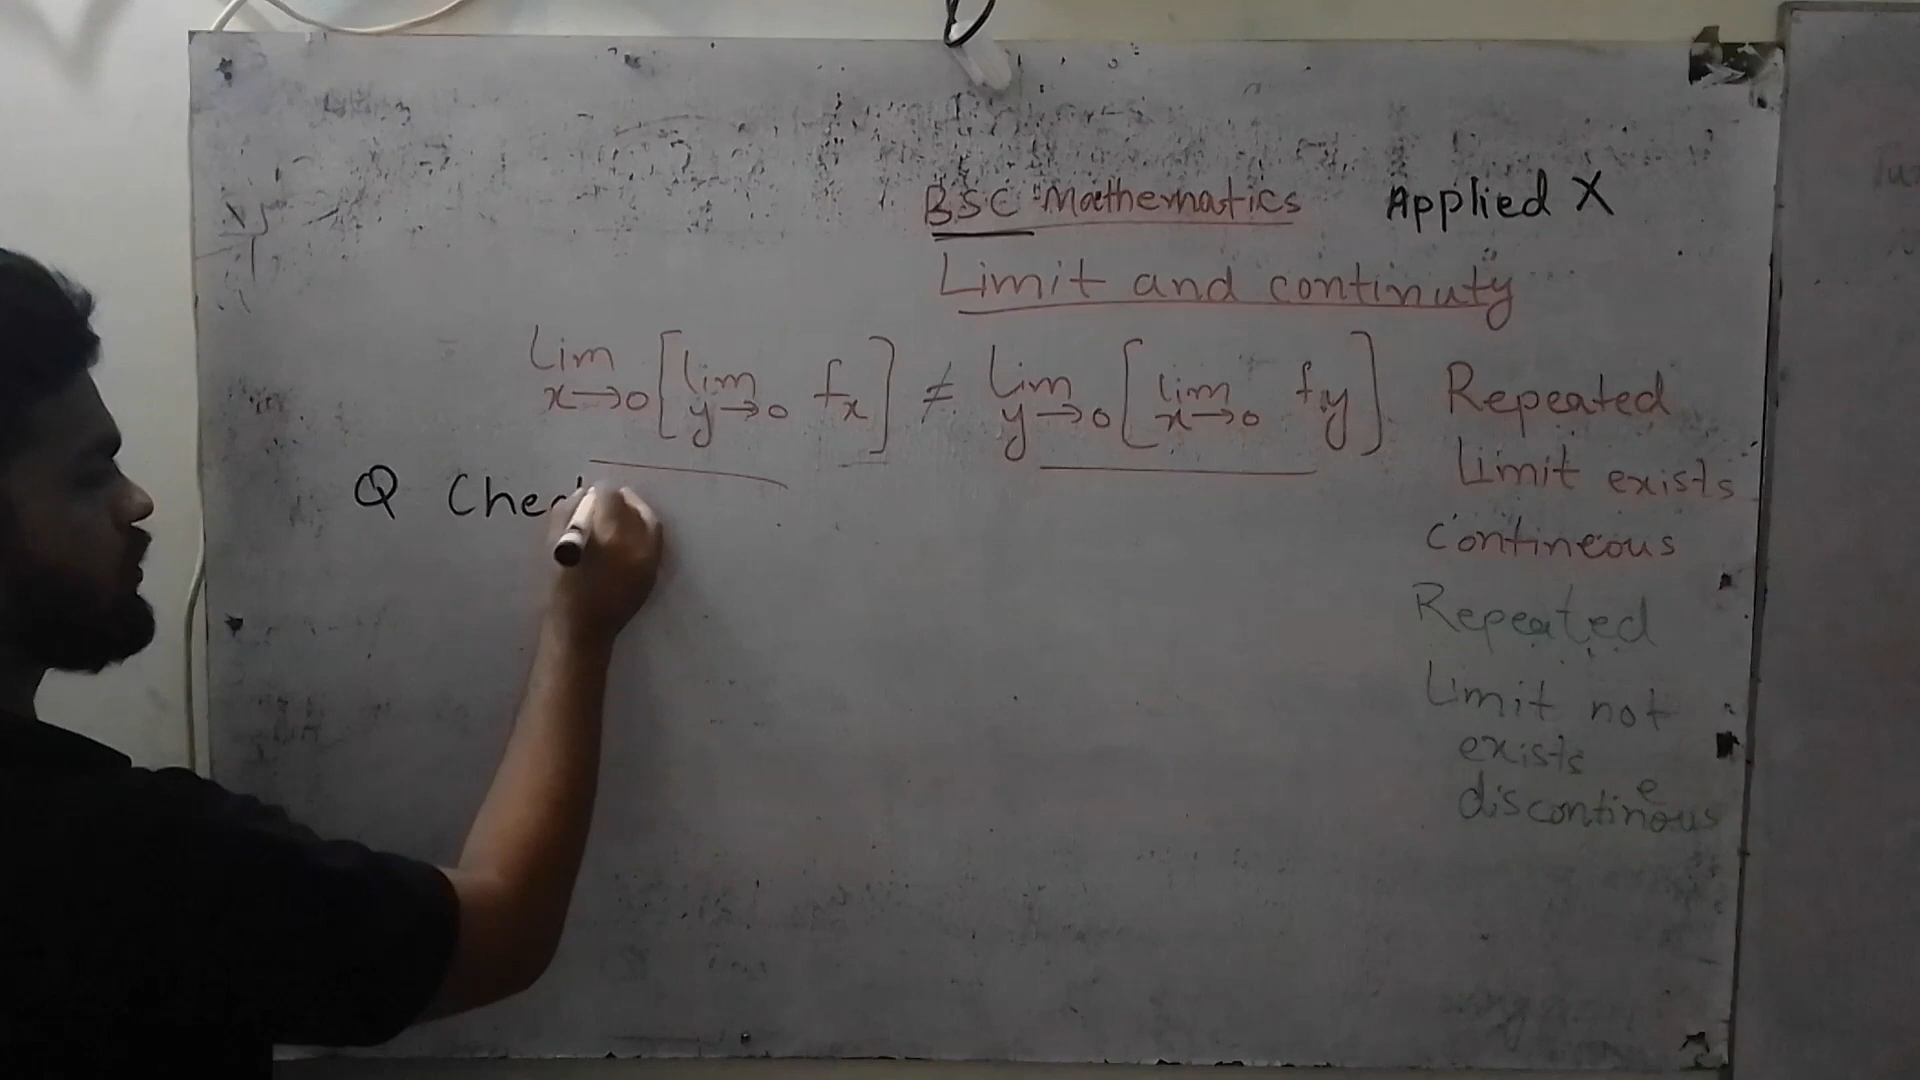 BSC Mathematics Applied X
Limit and continuty
Lim x→0 [lim y→0 fx] ≠ Lim y→0 [lim x→0 fy] Repeated
Limit exists
Q Chec
contineous
Repeated
Limit not
exists
discontineous